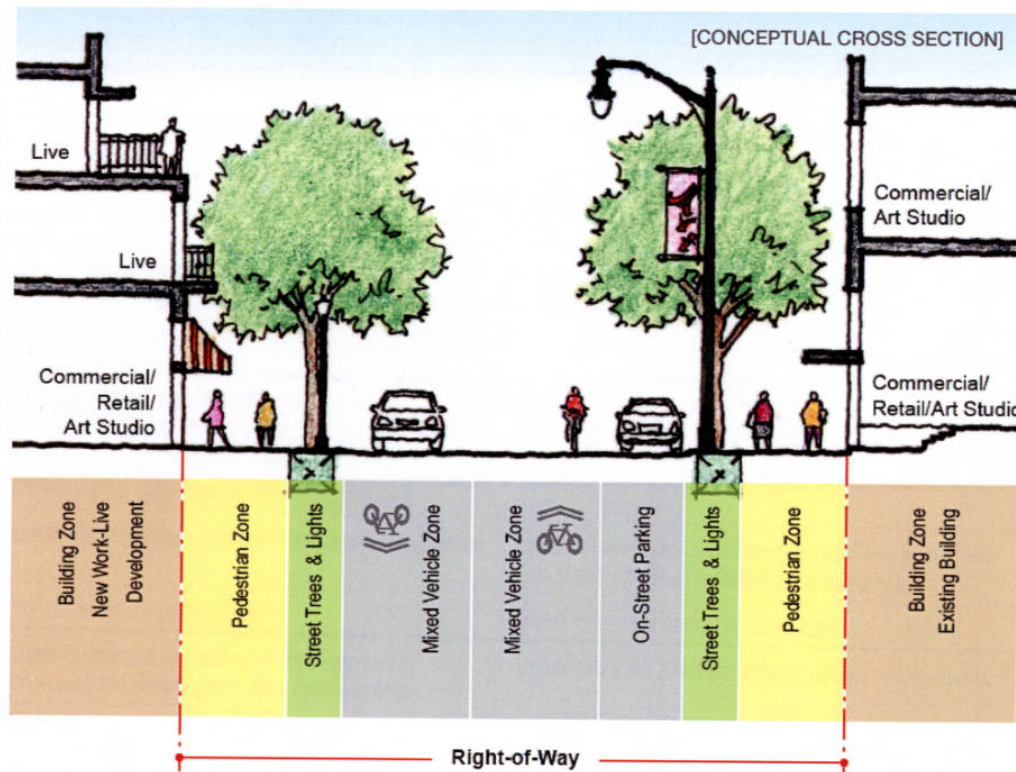 [CONCEPTUAL CROSS SECTION]
Live
Live
Commercial/
Retail/
Art Studio
Commercial/
Art Studio
Commercial/
Retail/Art Studio
Building Zone
New Work-Live
Development
Pedestrian Zone
Street Trees & Lights
Mixed Vehicle Zone
Mixed Vehicle Zone
On-Street Parking
Street Trees & Lights
Pedestrian Zone
Building Zone
Existing Building
Right-of-Way